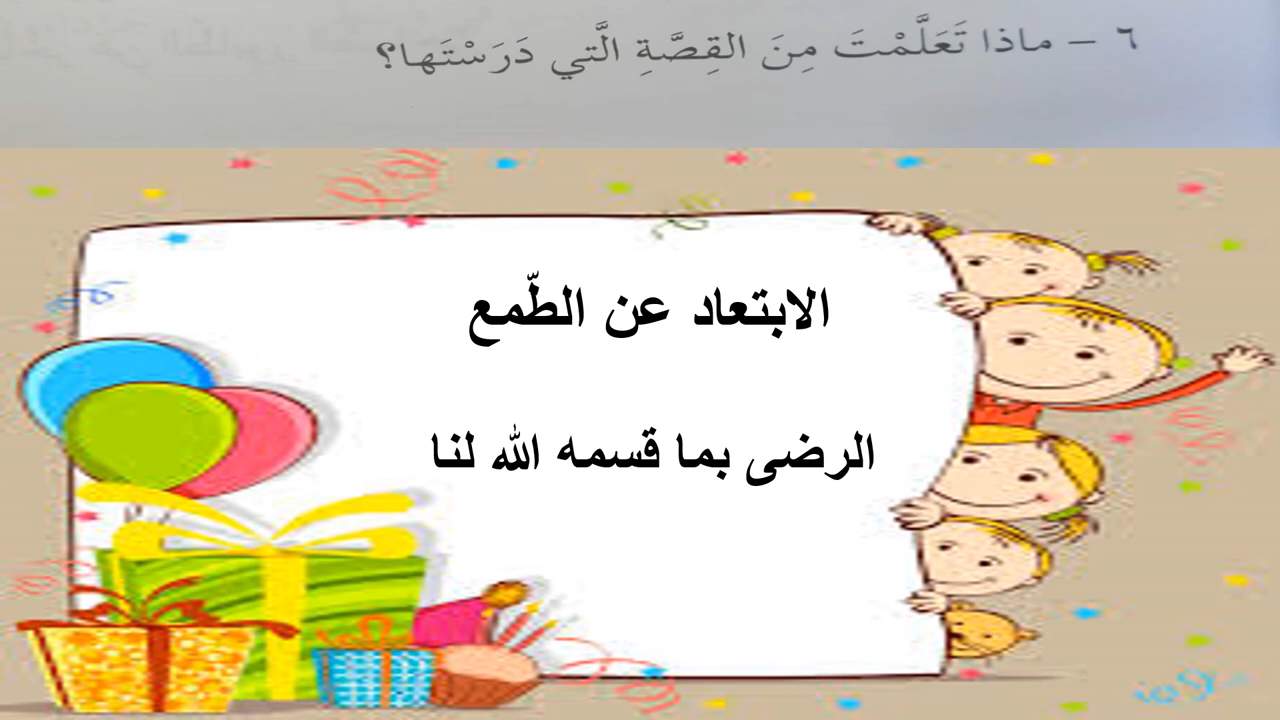 ٦ – ماذا تَعَلَّمْتَ مِنَ القِصَّةِ الَّتي دَرَسْتَها؟
الابتعاد عن الطّمع
الرضى بما قسمه الله لنا